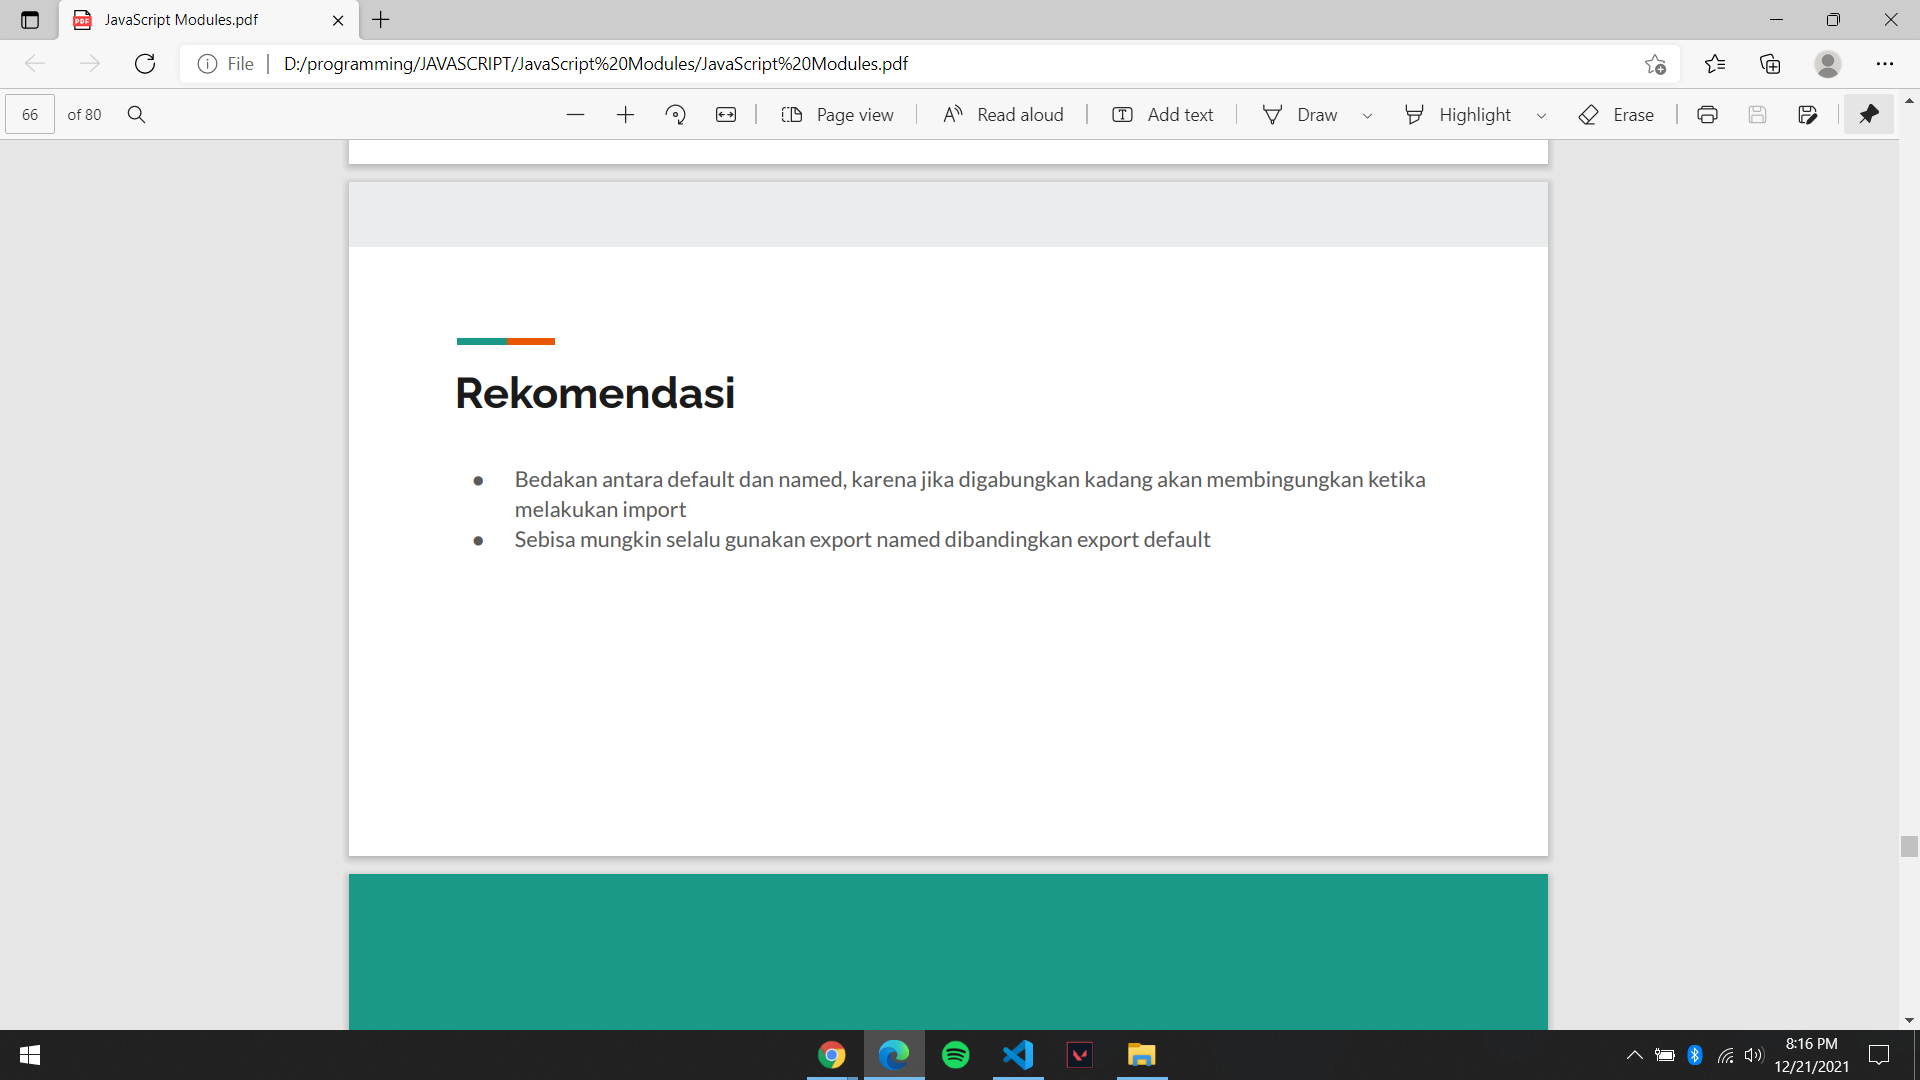 JavaScript Modules.pdf
File D:/programming/JAVASCRIPT/JavaScript%20Modules/JavaScript%20Modules.pdf
66 of 80 Page view Read aloud Add text Draw Highlight Erase
Rekomendasi
● Bedakan antara default dan named, karena jika digabungkan kadang akan membingungkan ketika
melakukan import
● Sebisa mungkin selalu gunakan export named dibandingkan export default
8:16 PM
12/21/2021